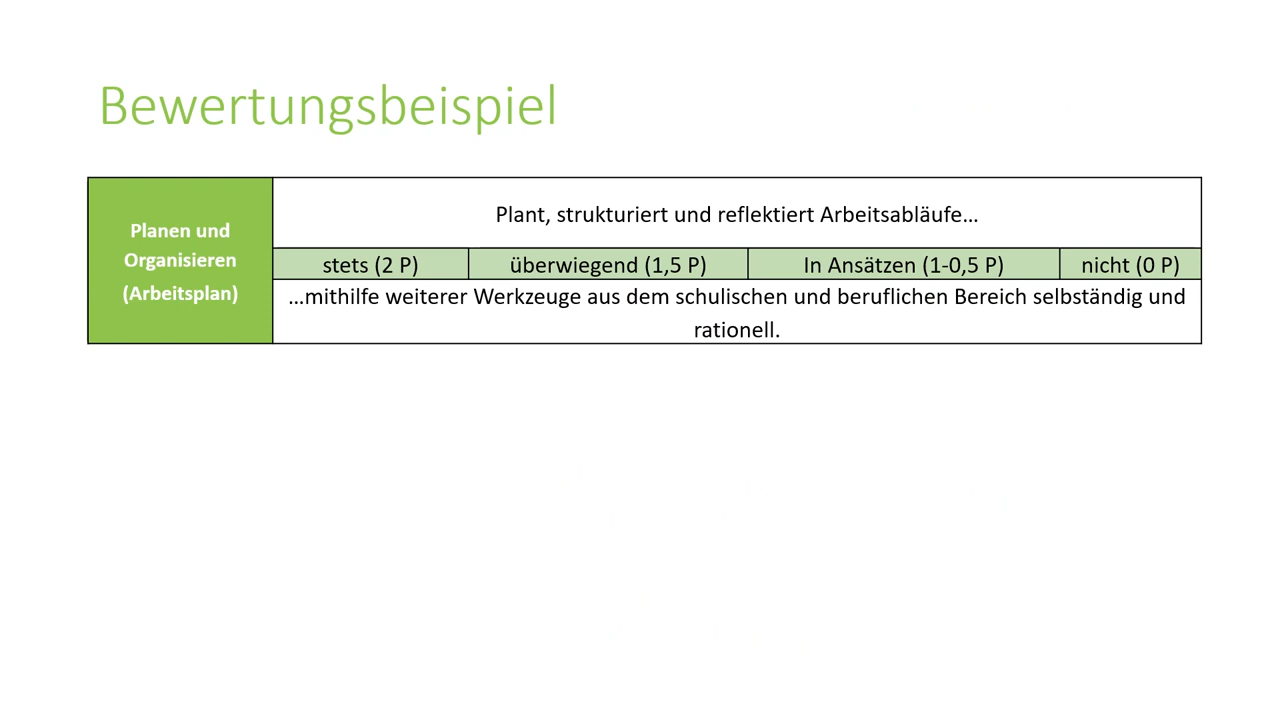 Bewertungsbeispiel
Planen und
Organisieren
(Arbeitsplan)
Plant, strukturiert und reflektiert Arbeitsabläufe…
stets (2 P) überwiegend (1,5 P) In Ansätzen (1-0,5 P) nicht (0 P)
…mithilfe weiterer Werkzeuge aus dem schulischen und beruflichen Bereich selbständig und
rationell.